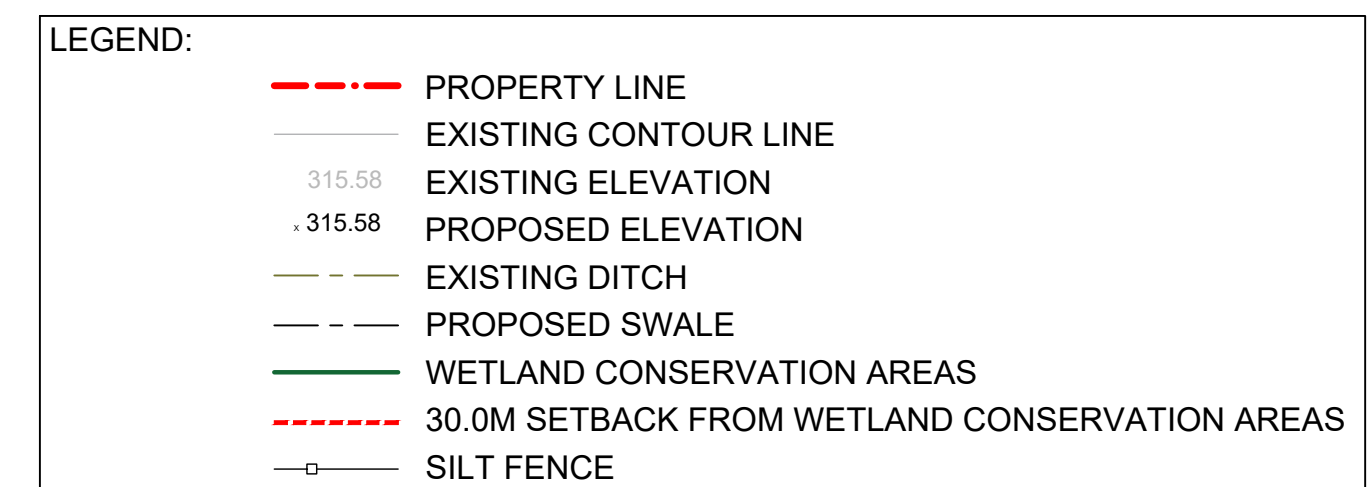 LEGEND:
PROPERTY LINE
EXISTING CONTOUR LINE
315.58 EXISTING ELEVATION
x 315.58 PROPOSED ELEVATION
EXISTING DITCH
PROPOSED SWALE
WETLAND CONSERVATION AREAS
30.0M SETBACK FROM WETLAND CONSERVATION AREAS
SILT FENCE